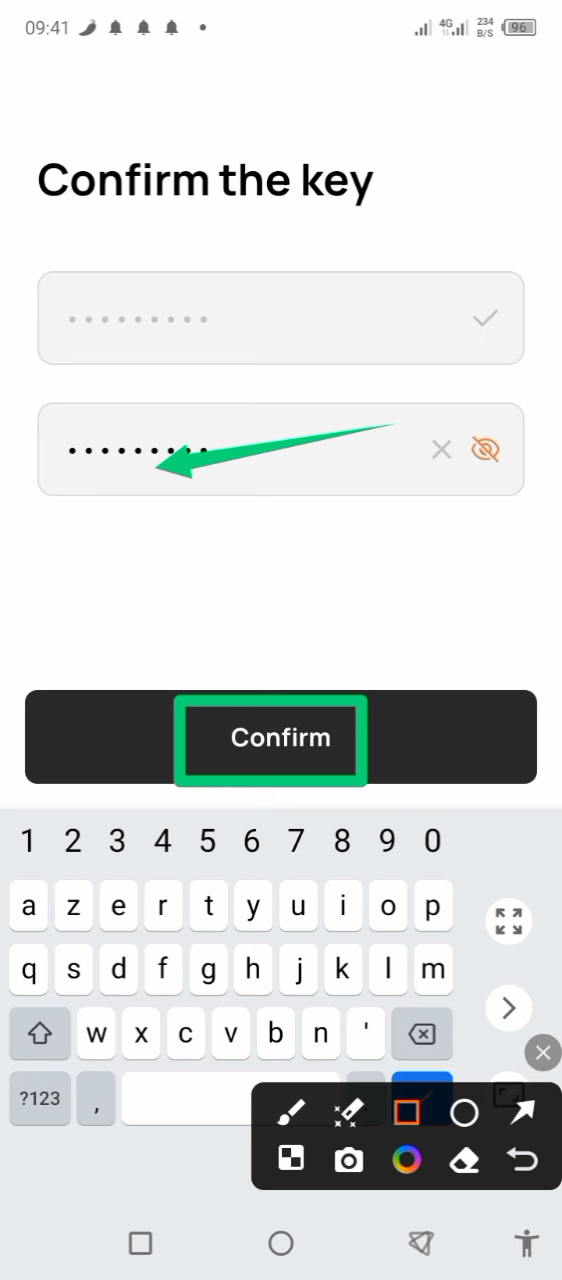 09:41 4G 234 B/S 96
Confirm the key
•••••••••
•••••••••
Confirm
1 2 3 4 5 6 7 8 9 0
a z e r t y u i o p
q s d f g h j k l m
w x c v b n '
?123 ,